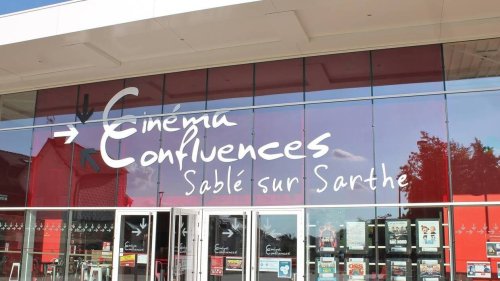 Cinéma
Confluences
Sablé sur Sarthe